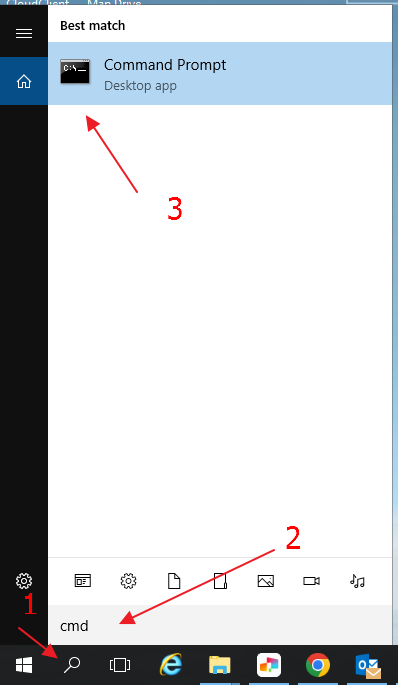 CloudClient Map Drive
Best match
Command Prompt
Desktop app
3
2
1
cmd